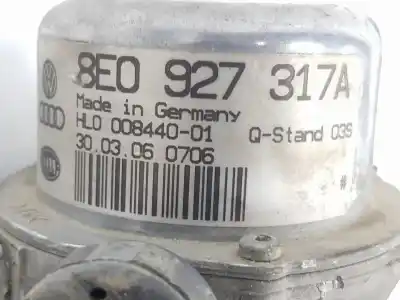 8E0 927 317A
Made in Germany
HLO 008440-01 Q-Stand 03S
30.03.06 0706